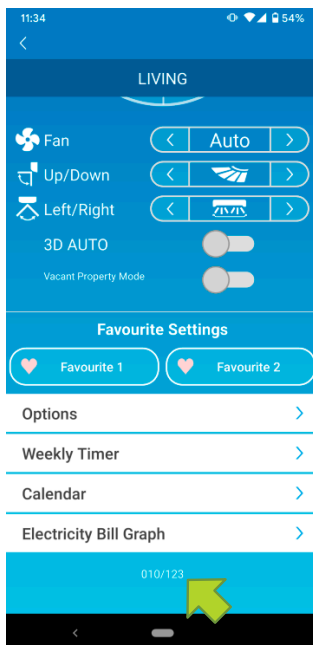 11:34 54%
LIVING
Fan Auto
Up/Down
Left/Right
3D AUTO
Vacant Property Mode
Favourite Settings
Favourite 1 Favourite 2
Options
Weekly Timer
Calendar
Electricity Bill Graph
010/123